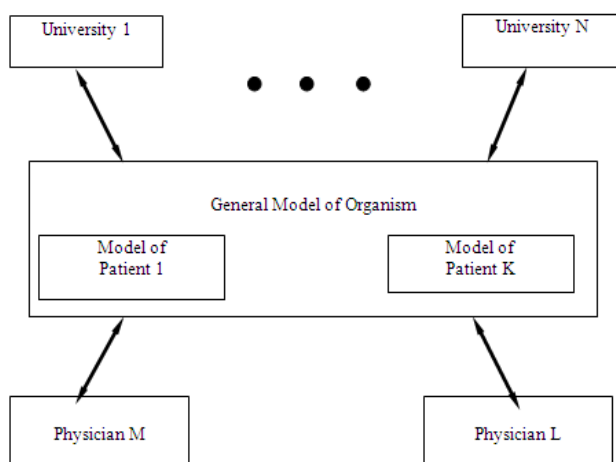 University 1
University N
General Model of Organism
Model of
Patient 1
Model of
Patient K
Physician M
Physician L